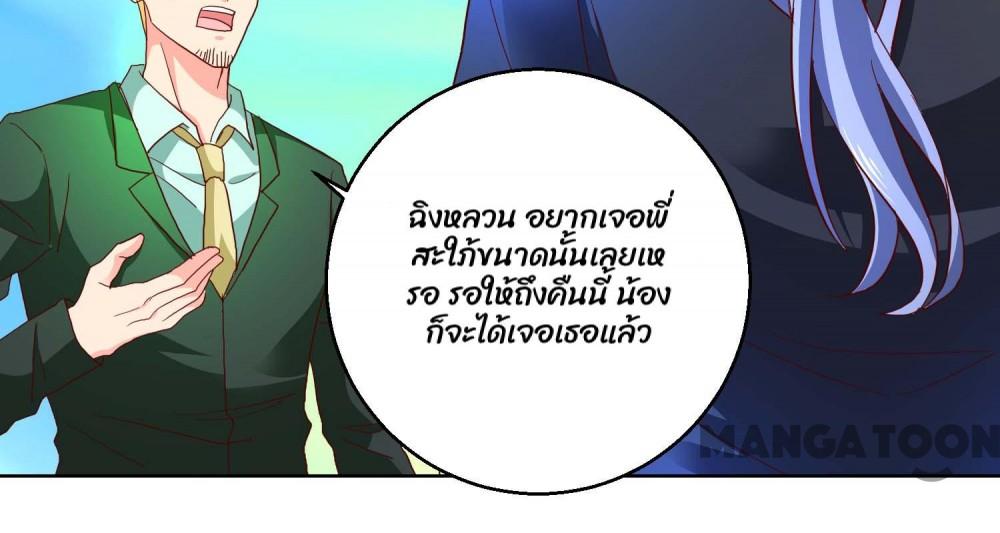 ฉิงหลวน อยากเจอพี่
สะใภ้ขนาดนั้นเลยเห
รอ รอให้ถึงคืนนี้ น้อง
ก็จะได้เจอเธอแล้ว
MANGA TOON